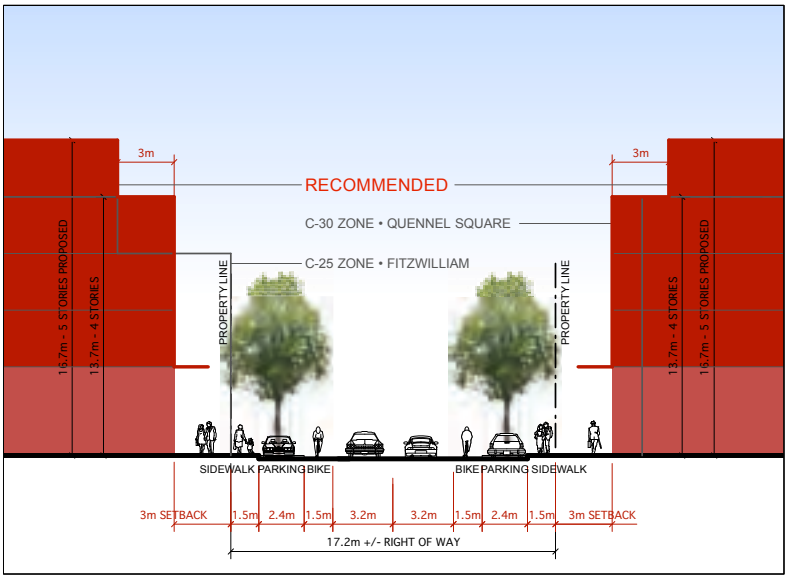 3m
3m
RECOMMENDED
C-30 ZONE • QUENNEL SQUARE
C-25 ZONE • FITZWILLIAM
16.7m - 5 STORIES PROPOSED
13.7m - 4 STORIES
PROPERTY LINE
PROPERTY LINE
13.7m - 4 STORIES
16.7m - 5 STORIES PROPOSED
SIDEWALK PARKING BIKE
BIKE PARKING SIDEWALK
3m SETBACK 1.5m 2.4m 1.5m 3.2m 3.2m 1.5m 2.4m 1.5m 3m SETBACK
17.2m +/- RIGHT OF WAY